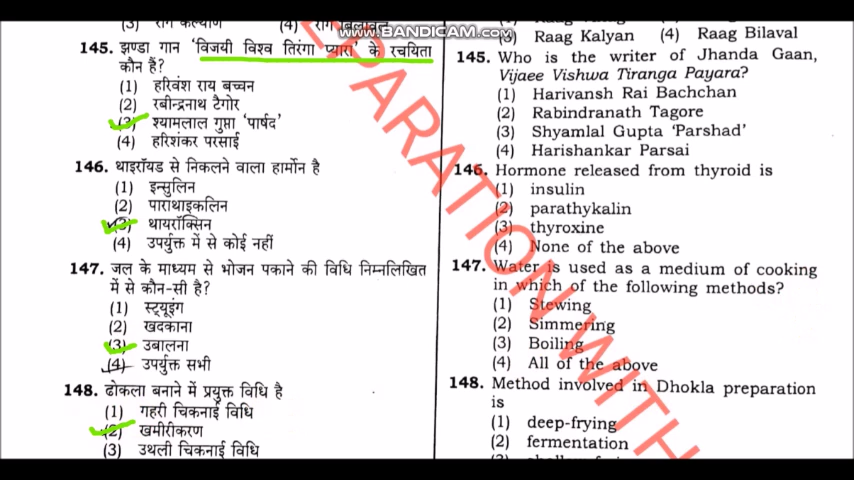 (3) राग कल्याण (4) राग बिलावल
WWW.BANDICAM.COM
145. झण्डा गान 'विजयी विश्व तिरंगा प्यारा' के रचयिता
कौन हैं?
(1) हरिवंश राय बच्चन
(2) रबीन्द्रनाथ टैगोर
(3) श्यामलाल गुप्ता 'पार्षद'
(4) हरिशंकर परसाई
146. थाइरॉयड से निकलने वाला हार्मोन है
(1) इन्सुलिन
(2) पाराथाइकलिन
(3) थायरॉक्सिन
(4) उपर्युक्त में से कोई नहीं
147. जल के माध्यम से भोजन पकाने की विधि निम्नलिखित
में से कौन-सी है?
(1) स्ट्यूइंग
(2) खदकाना
(3) उबालना
(4) उपर्युक्त सभी
148. ढोकला बनाने में प्रयुक्त विधि है
(1) गहरी चिकनाई विधि
(2) खमीरीकरण
(3) उथली चिकनाई विधि
(3) Raag Kalyan (4) Raag Bilaval
145. Who is the writer of Jhanda Gaan,
Vijaee Vishwa Tiranga Payara?
(1) Harivansh Rai Bachchan
(2) Rabindranath Tagore
(3) Shyamlal Gupta 'Parshad'
(4) Harishankar Parsai
146. Hormone released from thyroid is
(1) insulin
(2) parathykalin
(3) thyroxine
(4) None of the above
147. Water is used as a medium of cooking
in which of the following methods?
(1) Stewing
(2) Simmering
(3) Boiling
(4) All of the above
148. Method involved in Dhokla preparation
is
(1) deep-frying
(2) fermentation
EPARATION WITH